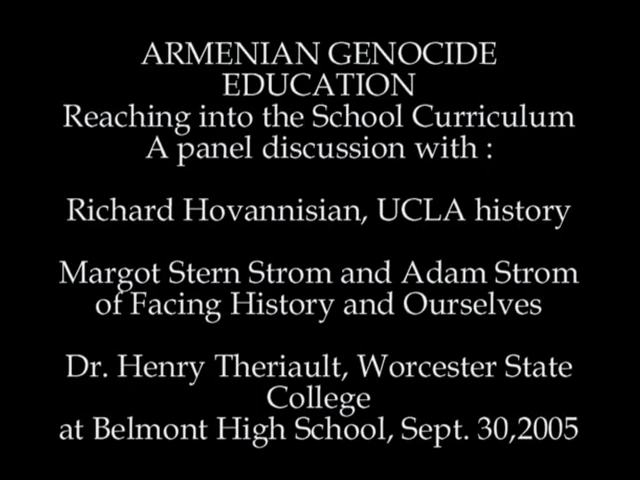 ARMENIAN GENOCIDE
EDUCATION
Reaching into the School Curriculum
A panel discussion with :
Richard Hovannisian, UCLA history
Margot Stern Strom and Adam Strom
of Facing History and Ourselves
Dr. Henry Theriault, Worcester State
College
at Belmont High School, Sept. 30,2005